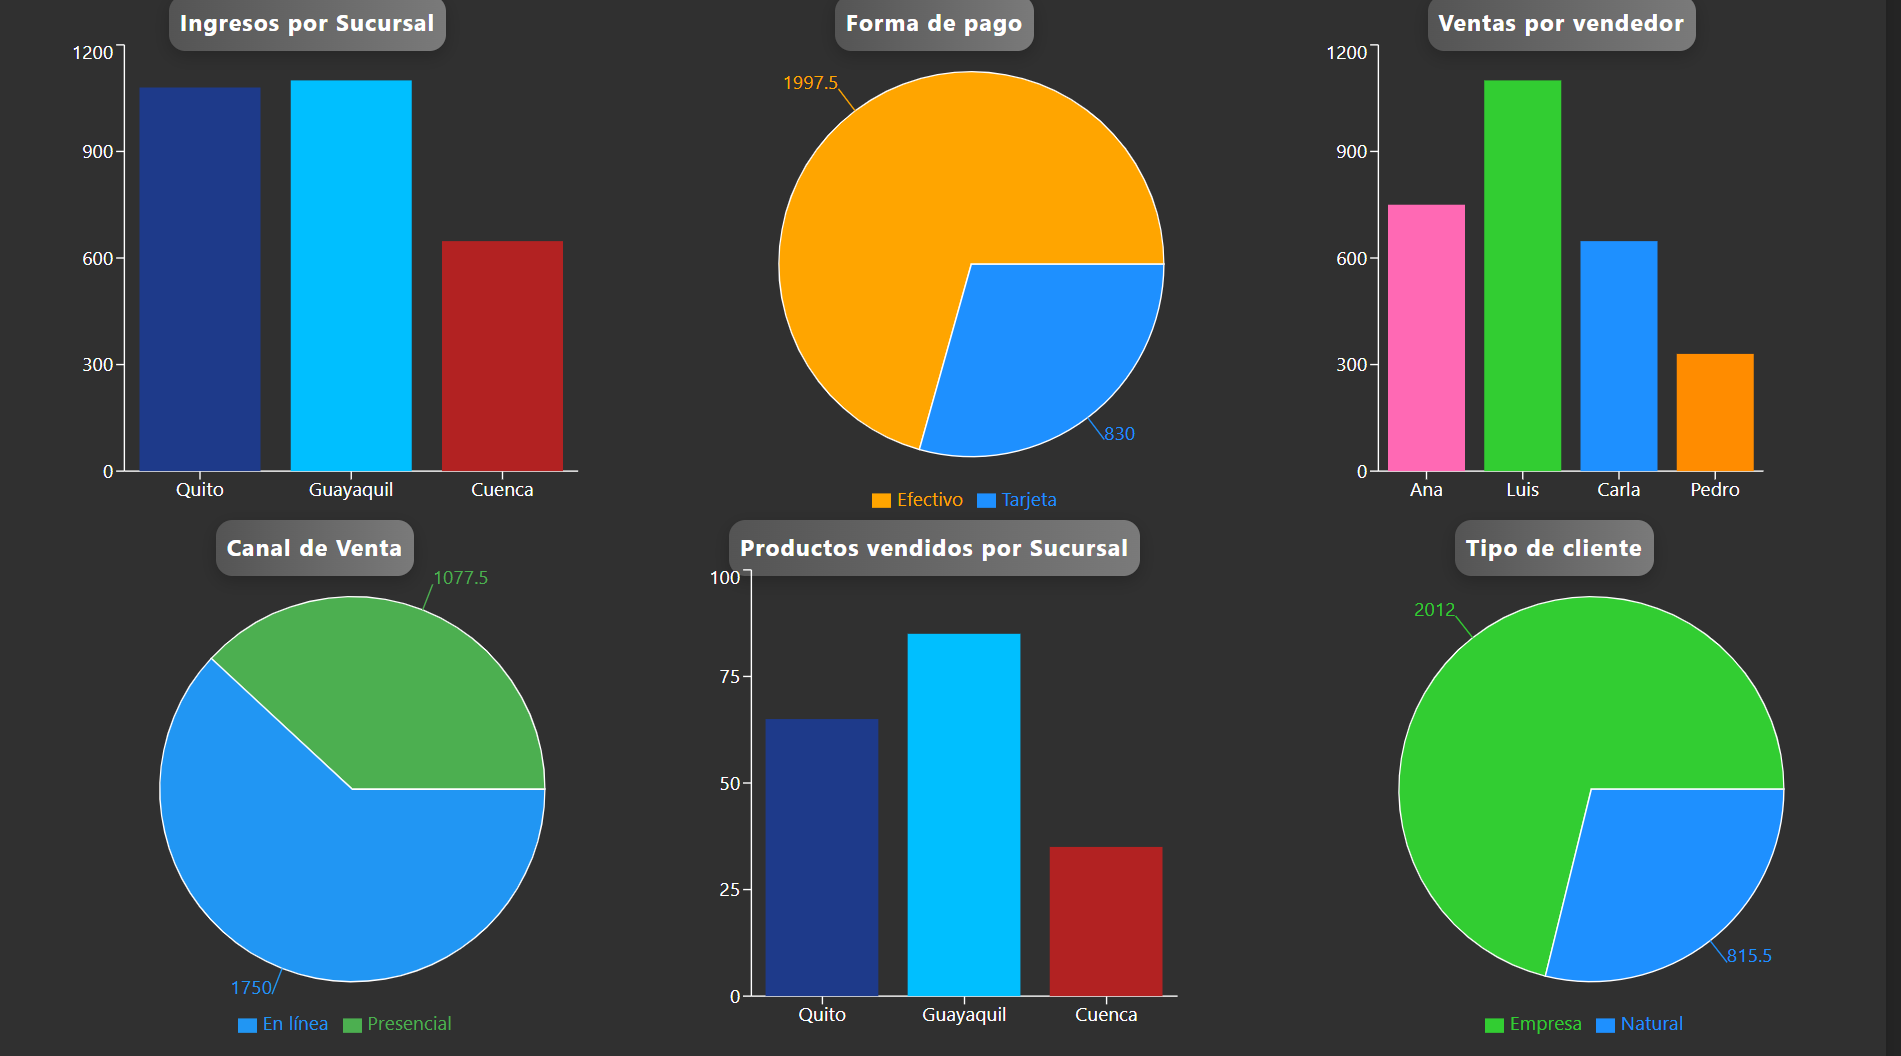 Ingresos por Sucursal
1200
900
600
300
0
Quito Guayaquil Cuenca
Forma de pago
1997.5
830
Efectivo Tarjeta
Ventas por vendedor
1200
900
600
300
0
Ana Luis Carla Pedro
Canal de Venta
1077.5
1750
En línea Presencial
Productos vendidos por Sucursal
100
75
50
25
0
Quito Guayaquil Cuenca
Tipo de cliente
2012
815.5
Empresa Natural